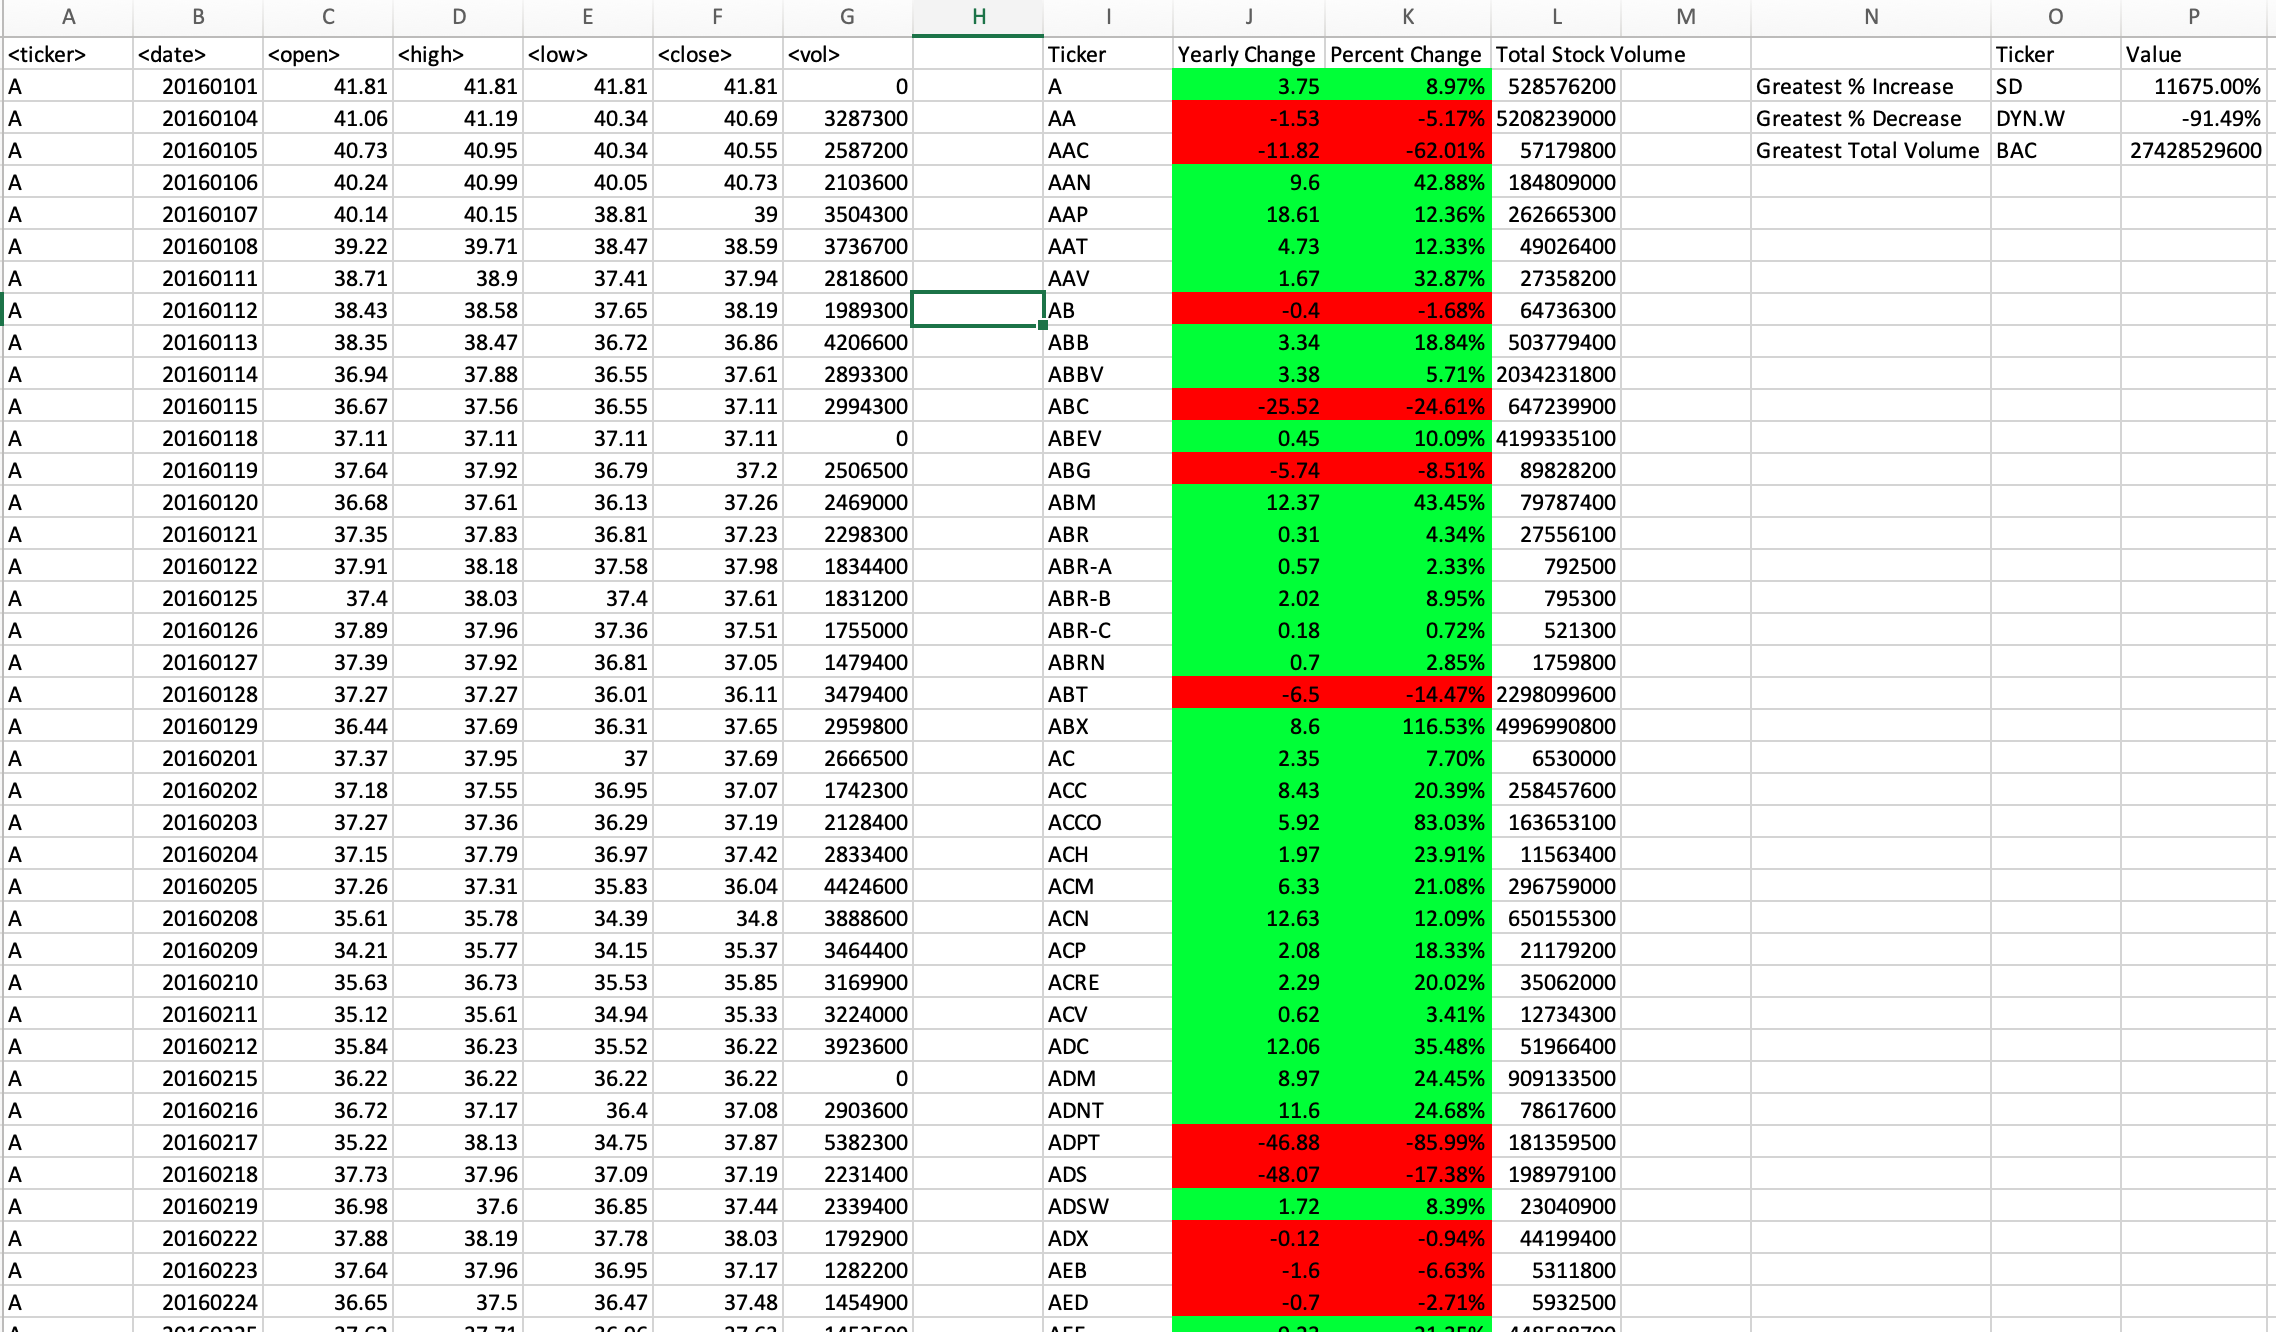 A B C D E F G H I J K L M N O P
<ticker> <date> <open> <high> <low> <close> <vol> Ticker Yearly Change Percent Change Total Stock Volume Ticker Value
A 20160101 41.81 41.81 41.81 41.81 0 A 3.75 8.97% 528576200 Greatest % Increase SD 11675.00%
A 20160104 41.06 41.19 40.34 40.69 3287300 AA -1.53 -5.17% 5208239000 Greatest % Decrease DYN.W -91.49%
A 20160105 40.73 40.95 40.34 40.55 2587200 AAC -11.82 -62.01% 57179800 Greatest Total Volume BAC 27428529600
A 20160106 40.24 40.99 40.05 40.73 2103600 AAN 9.6 42.88% 184809000
A 20160107 40.14 40.15 38.81 39 3504300 AAP 18.61 12.36% 262665300
A 20160108 39.22 39.71 38.47 38.59 3736700 AAT 4.73 12.33% 49026400
A 20160111 38.71 38.9 37.41 37.94 2818600 AAV 1.67 32.87% 27358200
A 20160112 38.43 38.58 37.65 38.19 1989300 AB -0.4 -1.68% 64736300
A 20160113 38.35 38.47 36.72 36.86 4206600 ABB 3.34 18.84% 503779400
A 20160114 36.94 37.88 36.55 37.61 2893300 ABBV 3.38 5.71% 2034231800
A 20160115 36.67 37.56 36.55 37.11 2994300 ABC -25.52 -24.61% 647239900
A 20160118 37.11 37.11 37.11 37.11 0 ABEV 0.45 10.09% 4199335100
A 20160119 37.64 37.92 36.79 37.2 2506500 ABG -5.74 -8.51% 89828200
A 20160120 36.68 37.61 36.13 37.26 2469000 ABM 12.37 43.45% 79787400
A 20160121 37.35 37.83 36.81 37.23 2298300 ABR 0.31 4.34% 27556100
A 20160122 37.91 38.18 37.58 37.98 1834400 ABR-A 0.57 2.33% 792500
A 20160125 37.4 38.03 37.4 37.61 1831200 ABR-B 2.02 8.95% 795300
A 20160126 37.89 37.96 37.36 37.51 1755000 ABR-C 0.18 0.72% 521300
A 20160127 37.39 37.92 36.81 37.05 1479400 ABRN 0.7 2.85% 1759800
A 20160128 37.27 37.27 36.01 36.11 3479400 ABT -6.5 -14.47% 2298099600
A 20160129 36.44 37.69 36.31 37.65 2959800 ABX 8.6 116.53% 4996990800
A 20160201 37.37 37.95 37 37.69 2666500 AC 2.35 7.70% 6530000
A 20160202 37.18 37.55 36.95 37.07 1742300 ACC 8.43 20.39% 258457600
A 20160203 37.27 37.36 36.29 37.19 2128400 ACCO 5.92 83.03% 163653100
A 20160204 37.15 37.79 36.97 37.42 2833400 ACH 1.97 23.91% 11563400
A 20160205 37.26 37.31 35.83 36.04 4424600 ACM 6.33 21.08% 296759000
A 20160208 35.61 35.78 34.39 34.8 3888600 ACN 12.63 12.09% 650155300
A 20160209 34.21 35.77 34.15 35.37 3464400 ACP 2.08 18.33% 21179200
A 20160210 35.63 36.73 35.53 35.85 3169900 ACRE 2.29 20.02% 35062000
A 20160211 35.12 35.61 34.94 35.33 3224000 ACV 0.62 3.41% 12734300
A 20160212 35.84 36.23 35.52 36.22 3923600 ADC 12.06 35.48% 51966400
A 20160215 36.22 36.22 36.22 36.22 0 ADM 8.97 24.45% 909133500
A 20160216 36.72 37.17 36.4 37.08 2903600 ADNT 11.6 24.68% 78617600
A 20160217 35.22 38.13 34.75 37.87 5382300 ADPT -46.88 -85.99% 181359500
A 20160218 37.73 37.96 37.09 37.19 2231400 ADS -48.07 -17.38% 198979100
A 20160219 36.98 37.6 36.85 37.44 2339400 ADSW 1.72 8.39% 23040900
A 20160222 37.88 38.19 37.78 38.03 1792900 ADX -0.12 -0.94% 44199400
A 20160223 37.64 37.96 36.95 37.17 1282200 AEB -1.6 -6.63% 5311800
A 20160224 36.65 37.5 36.47 37.48 1454900 AED -0.7 -2.71% 5932500